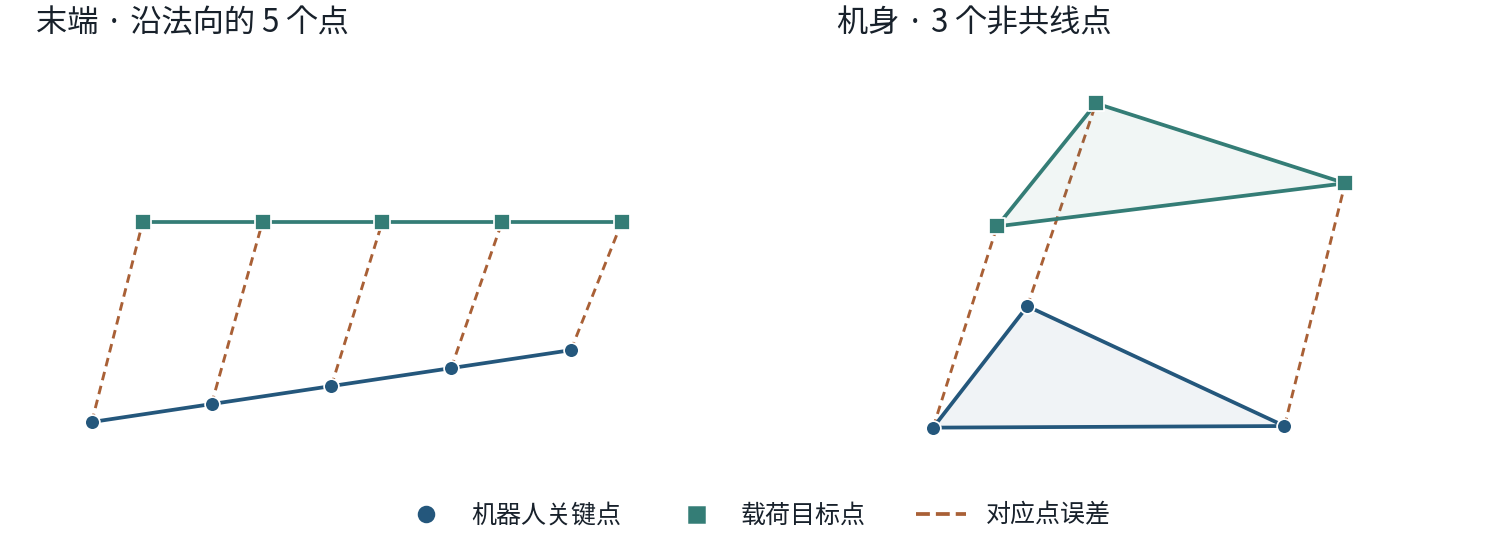 末端 · 沿法向的 5 个点
机身 · 3 个非共线点
机器人关键点
载荷目标点
对应点误差